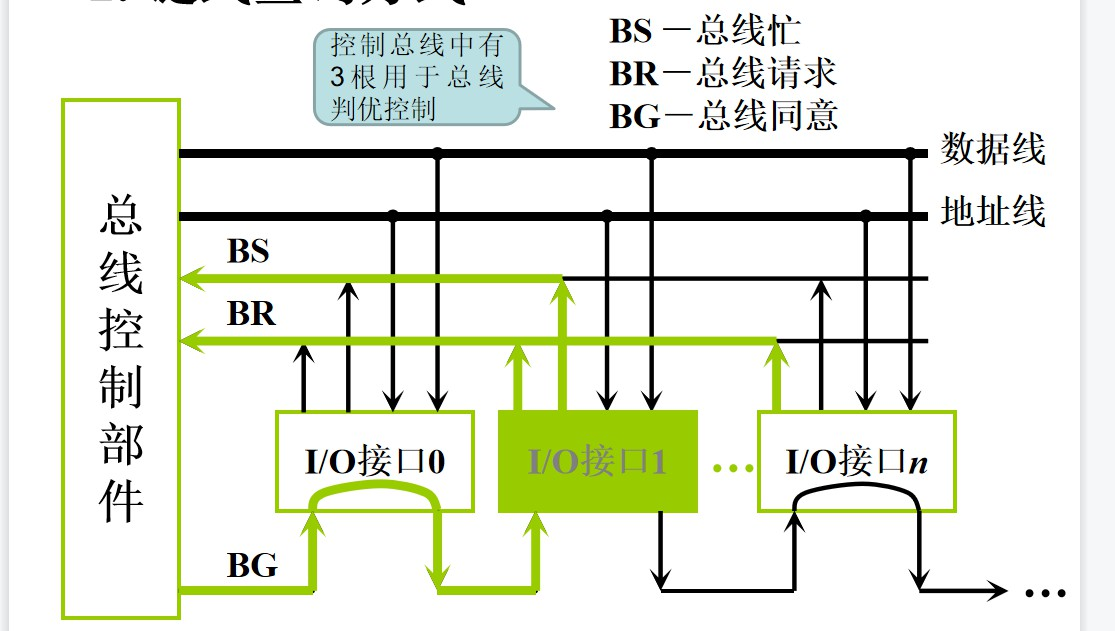 控制总线中有
3根用于总线
判优控制
BS－总线忙
BR－总线请求
BG－总线同意
数据线
地址线
总线控制部件
BS
BR
I/O接口0
I/O接口1
I/O接口n
BG